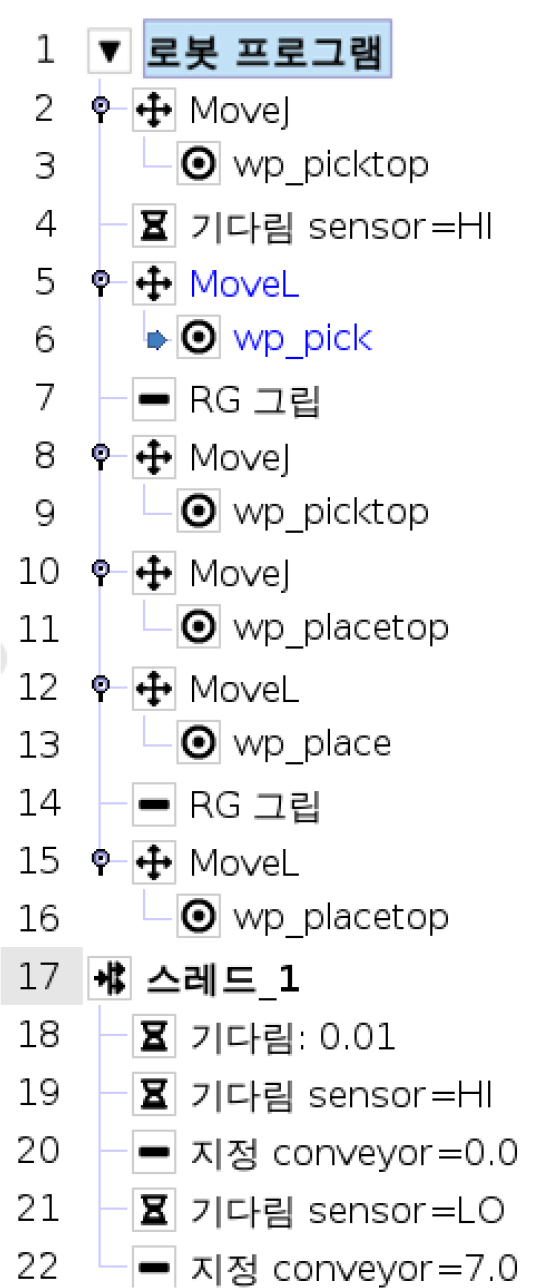 1 로봇 프로그램
2 MoveJ
3 wp_picktop
4 기다림 sensor=HI
5 MoveL
6 wp_pick
7 RG 그립
8 MoveJ
9 wp_picktop
10 MoveJ
11 wp_placetop
12 MoveL
13 wp_place
14 RG 그립
15 MoveL
16 wp_placetop
17 스레드_1
18 기다림: 0.01
19 기다림 sensor=HI
20 지정 conveyor=0.0
21 기다림 sensor=LO
22 지정 conveyor=7.0